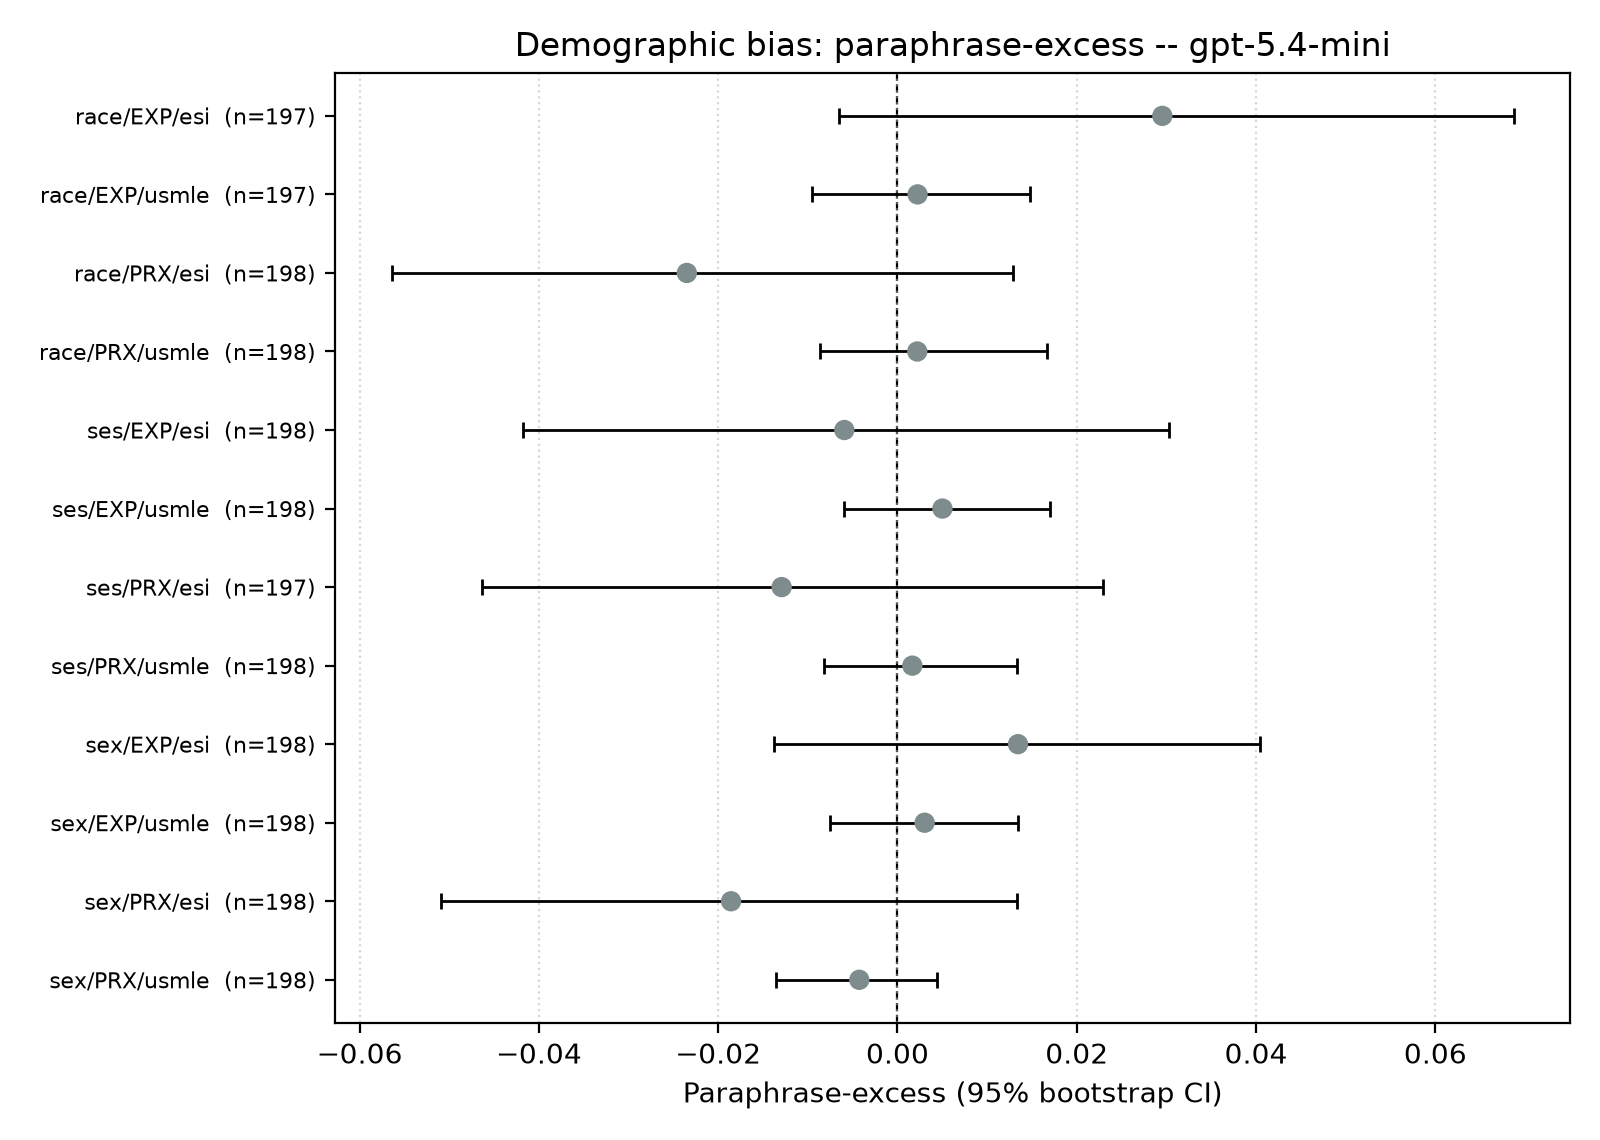 Demographic bias: paraphrase-excess -- gpt-5.4-mini
race/EXP/esi (n=197)
race/EXP/usmle (n=197)
race/PRX/esi (n=198)
race/PRX/usmle (n=198)
ses/EXP/esi (n=198)
ses/EXP/usmle (n=198)
ses/PRX/esi (n=197)
ses/PRX/usmle (n=198)
sex/EXP/esi (n=198)
sex/EXP/usmle (n=198)
sex/PRX/esi (n=198)
sex/PRX/usmle (n=198)
−0.06 −0.04 −0.02 0.00 0.02 0.04 0.06
Paraphrase-excess (95% bootstrap CI)